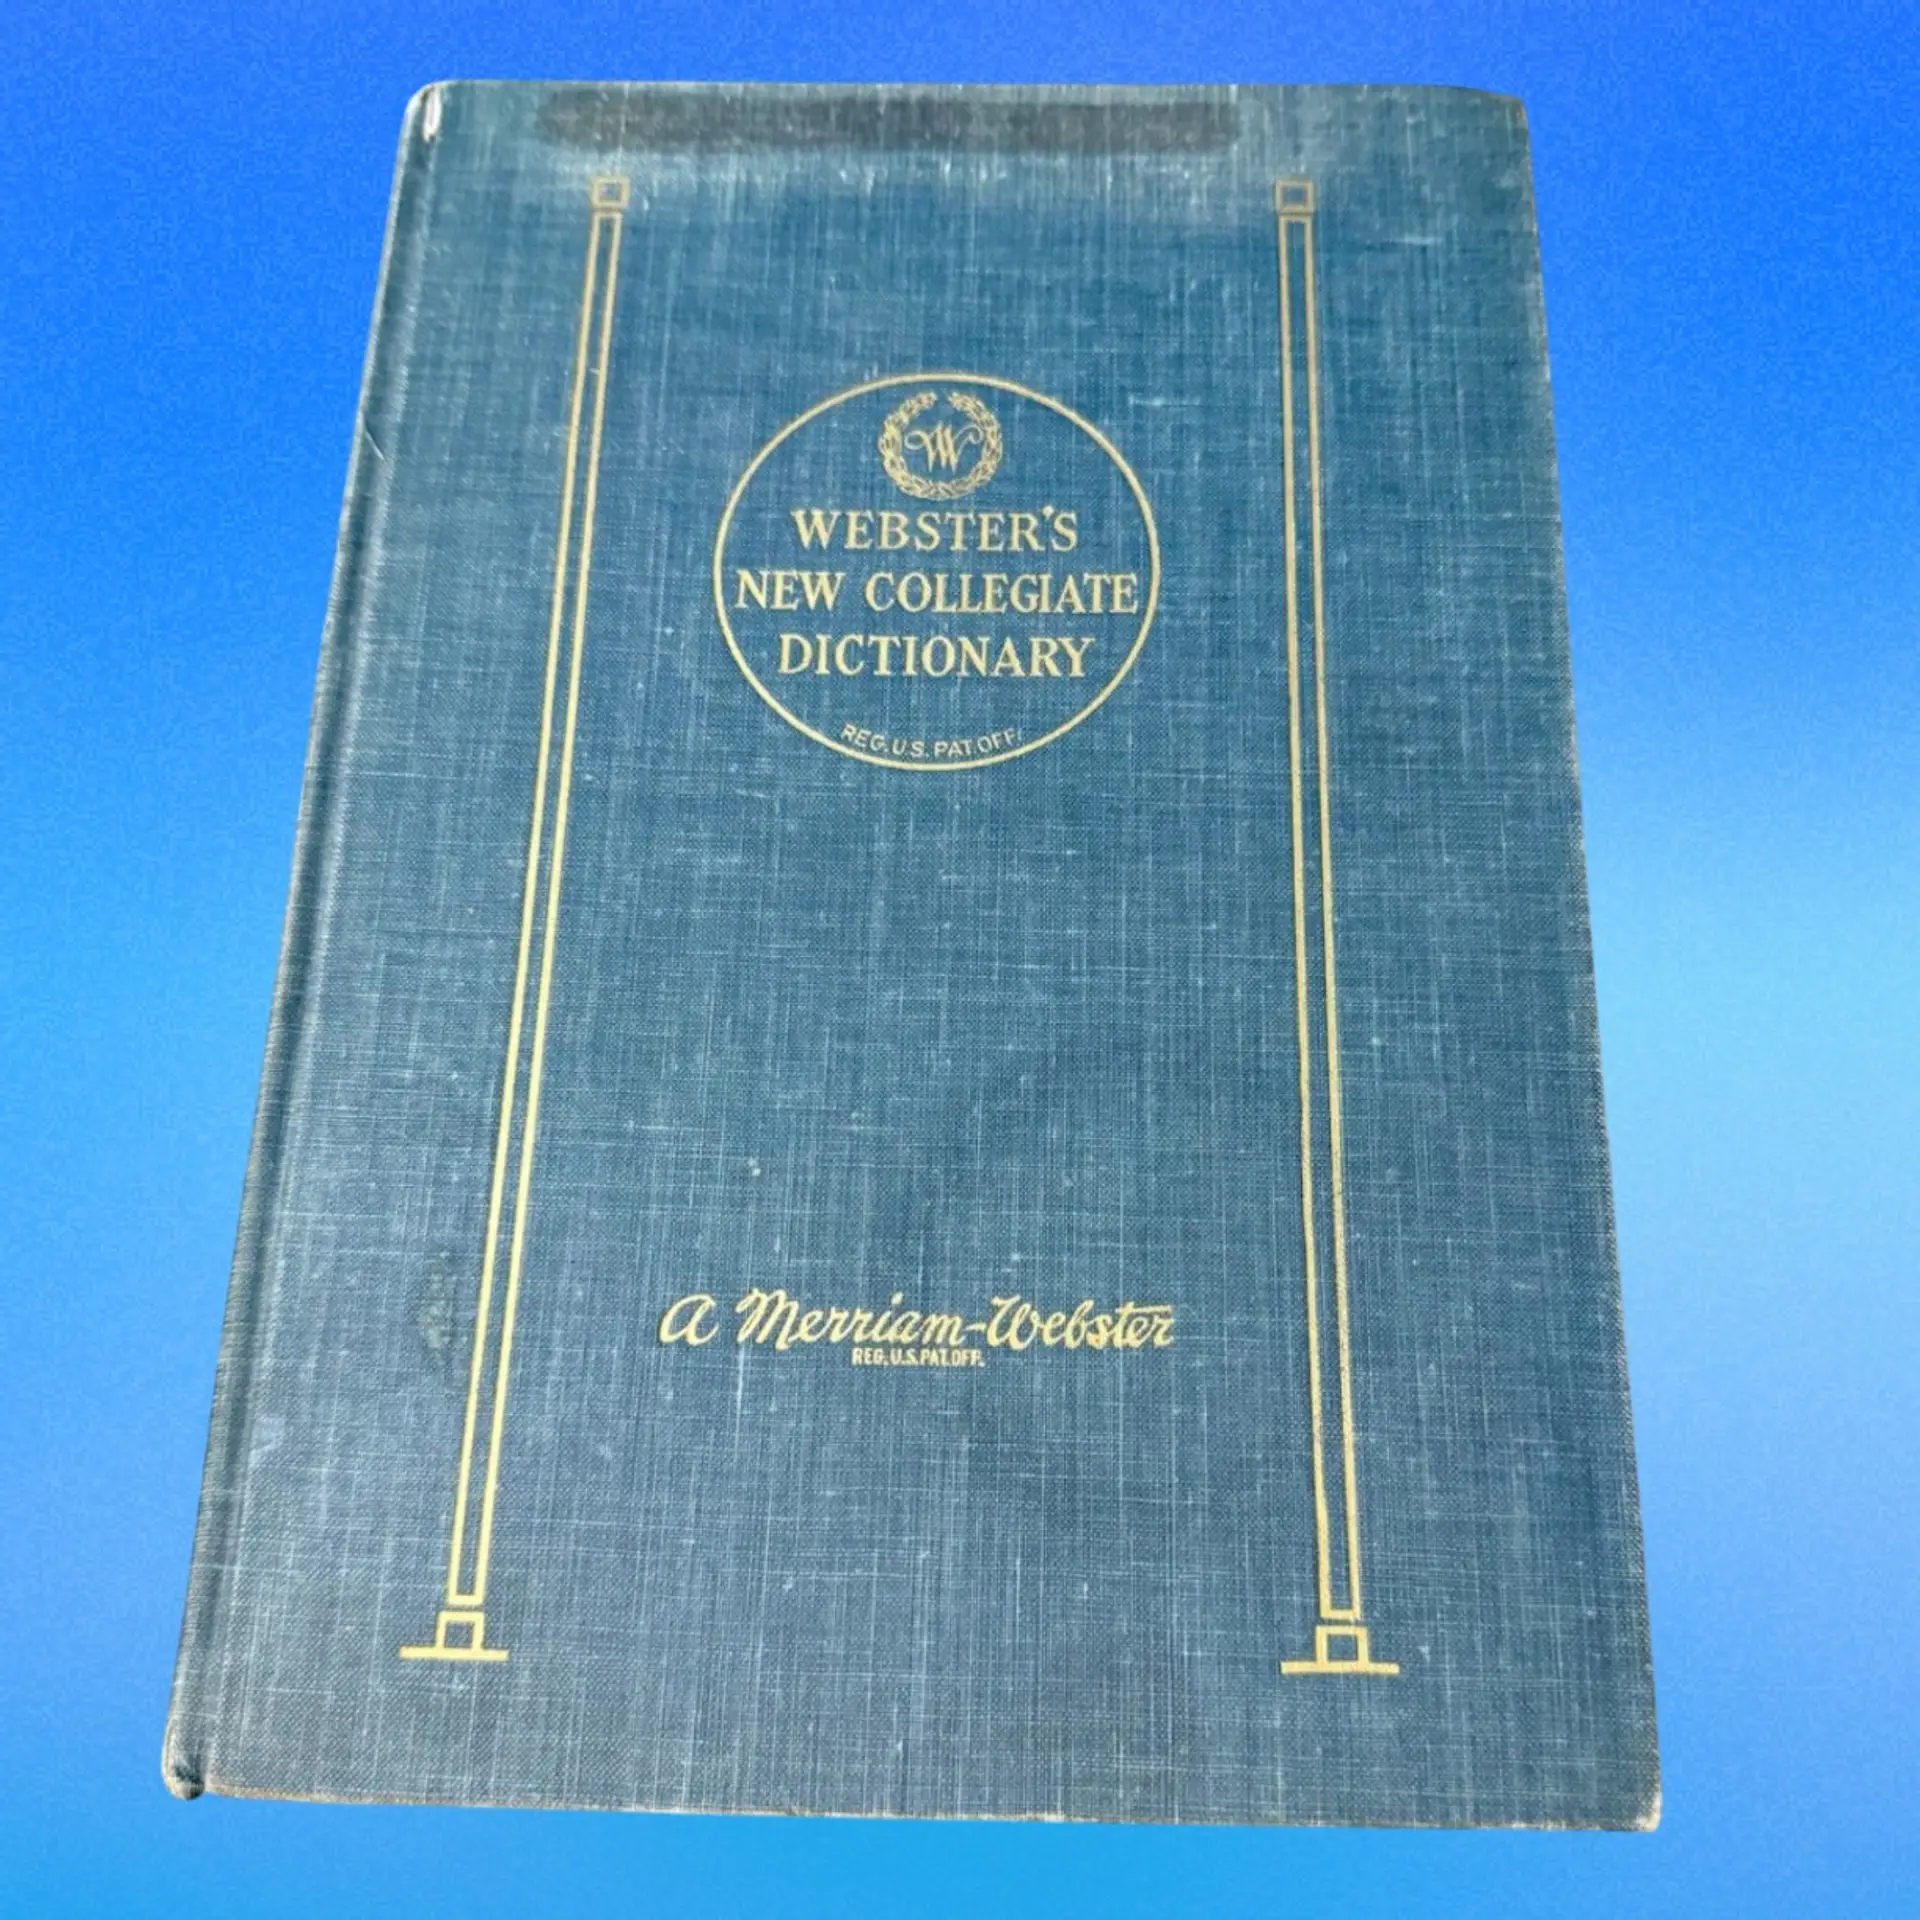 W
WEBSTER'S
NEW COLLEGIATE
DICTIONARY
REG. U.S. PAT. OFF.
A Merriam-Webster
REG. U.S. PAT. OFF.